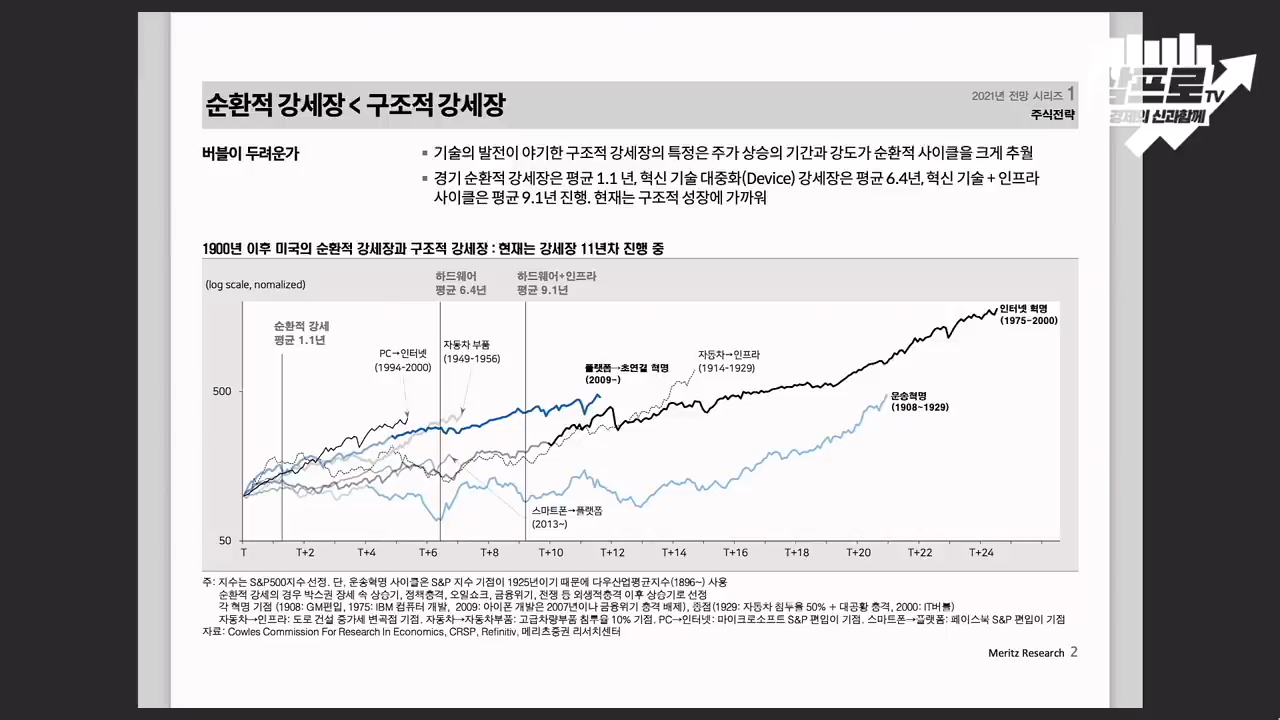 순환적 강세장 < 구조적 강세장
2021년 전망 시리즈 1
주식전략
삼프로TV
경제의 신과함께
버블이 두려운가
▪ 기술의 발전이 야기한 구조적 강세장의 특정은 주가 상승의 기간과 강도가 순환적 사이클을 크게 추월
▪ 경기 순환적 강세장은 평균 1.1 년, 혁신 기술 대중화(Device) 강세장은 평균 6.4년, 혁신 기술 + 인프라
사이클은 평균 9.1년 진행. 현재는 구조적 성장에 가까워
1900년 이후 미국의 순환적 강세장과 구조적 강세장 : 현재는 강세장 11년차 진행 중
(log scale, nomalized)
하드웨어
평균 6.4년
하드웨어+인프라
평균 9.1년
순환적 강세
평균 1.1년
PC→인터넷
(1994-2000)
자동차 부품
(1949-1956)
플랫폼→초연결 혁명
(2009~)
자동차→인프라
(1914-1929)
인터넷 혁명
(1975-2000)
운송혁명
(1908~1929)
스마트폰→플랫폼
(2013~)
500
50
T T+2 T+4 T+6 T+8 T+10 T+12 T+14 T+16 T+18 T+20 T+22 T+24
주: 지수는 S&P500지수 선정. 단, 운송혁명 사이클은 S&P 지수 기점이 1925년이기 때문에 다우산업평균지수(1896~) 사용
순환적 강세의 경우 박스권 장세 속 상승기, 정책충격, 오일쇼크, 금융위기, 전쟁 등 외생적충격 이후 상승기로 선정
각 혁명 기점 (1908: GM편입, 1975: IBM 컴퓨터 개발, 2009: 아이폰 개발은 2007년이나 금융위기 충격 배제), 종점(1929: 자동차 침투율 50% + 대공황 충격, 2000: IT버블)
자동차→인프라: 도로 건설 증가세 변곡점 기점. 자동차→자동차부품: 고급차량부품 침투율 10% 기점. PC→인터넷: 마이크로소프트 S&P 편입이 기점. 스마트폰→플랫폼: 페이스북 S&P 편입이 기점
자료: Cowles Commission For Research In Economics, CRSP, Refinitiv, 메리츠증권 리서치센터
Meritz Research 2